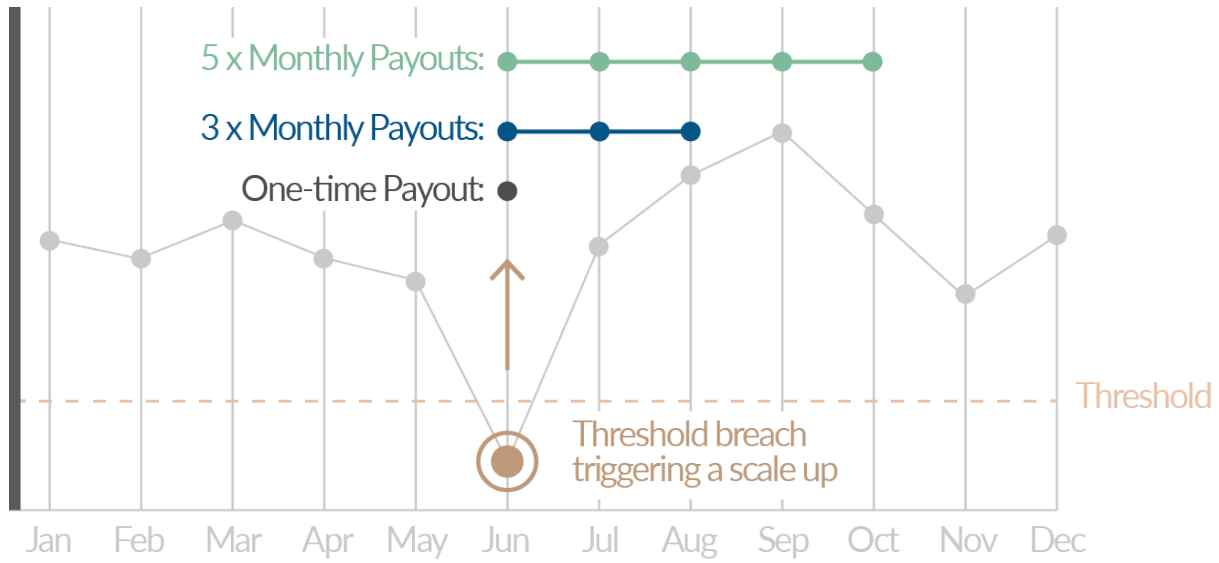 5 x Monthly Payouts:
3 x Monthly Payouts:
One-time Payout:
Threshold
Threshold breach
triggering a scale up
Jan Feb Mar Apr May Jun Jul Aug Sep Oct Nov Dec